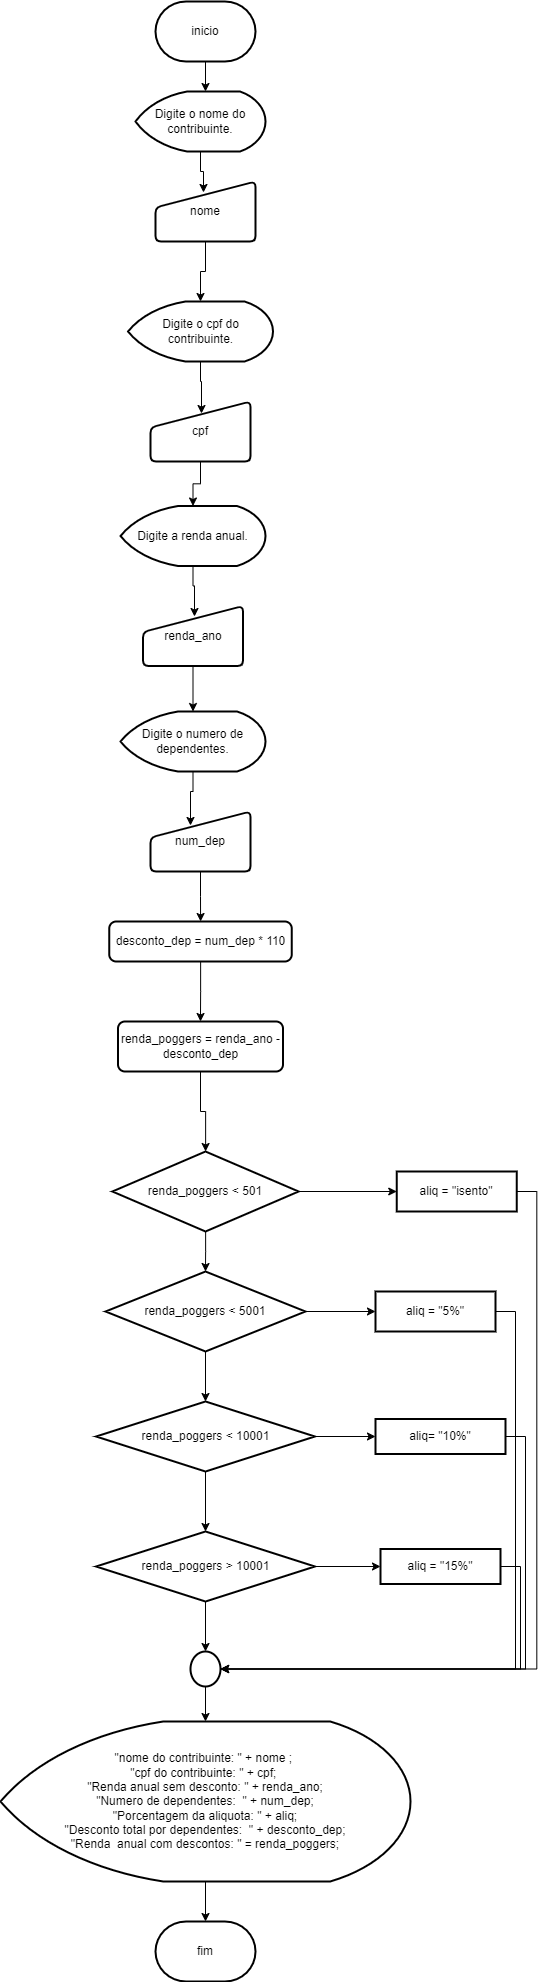 inicio
Digite o nome do
contribuinte.
nome
Digite o cpf do
contribuinte.
cpf
Digite a renda anual.
renda_ano
Digite o numero de
dependentes.
num_dep
desconto_dep = num_dep * 110
renda_poggers = renda_ano -
desconto_dep
renda_poggers < 501
aliq = "isento"
renda_poggers < 5001
aliq = "5%"
renda_poggers < 10001
aliq= "10%"
renda_poggers > 10001
aliq = "15%"
"nome do contribuinte: " + nome ;
"cpf do contribuinte: " + cpf;
"Renda anual sem desconto: " + renda_ano;
"Numero de dependentes:  " + num_dep;
"Porcentagem da aliquota: " + aliq;
"Desconto total por dependentes:  " + desconto_dep;
"Renda  anual com descontos: " = renda_poggers;
fim